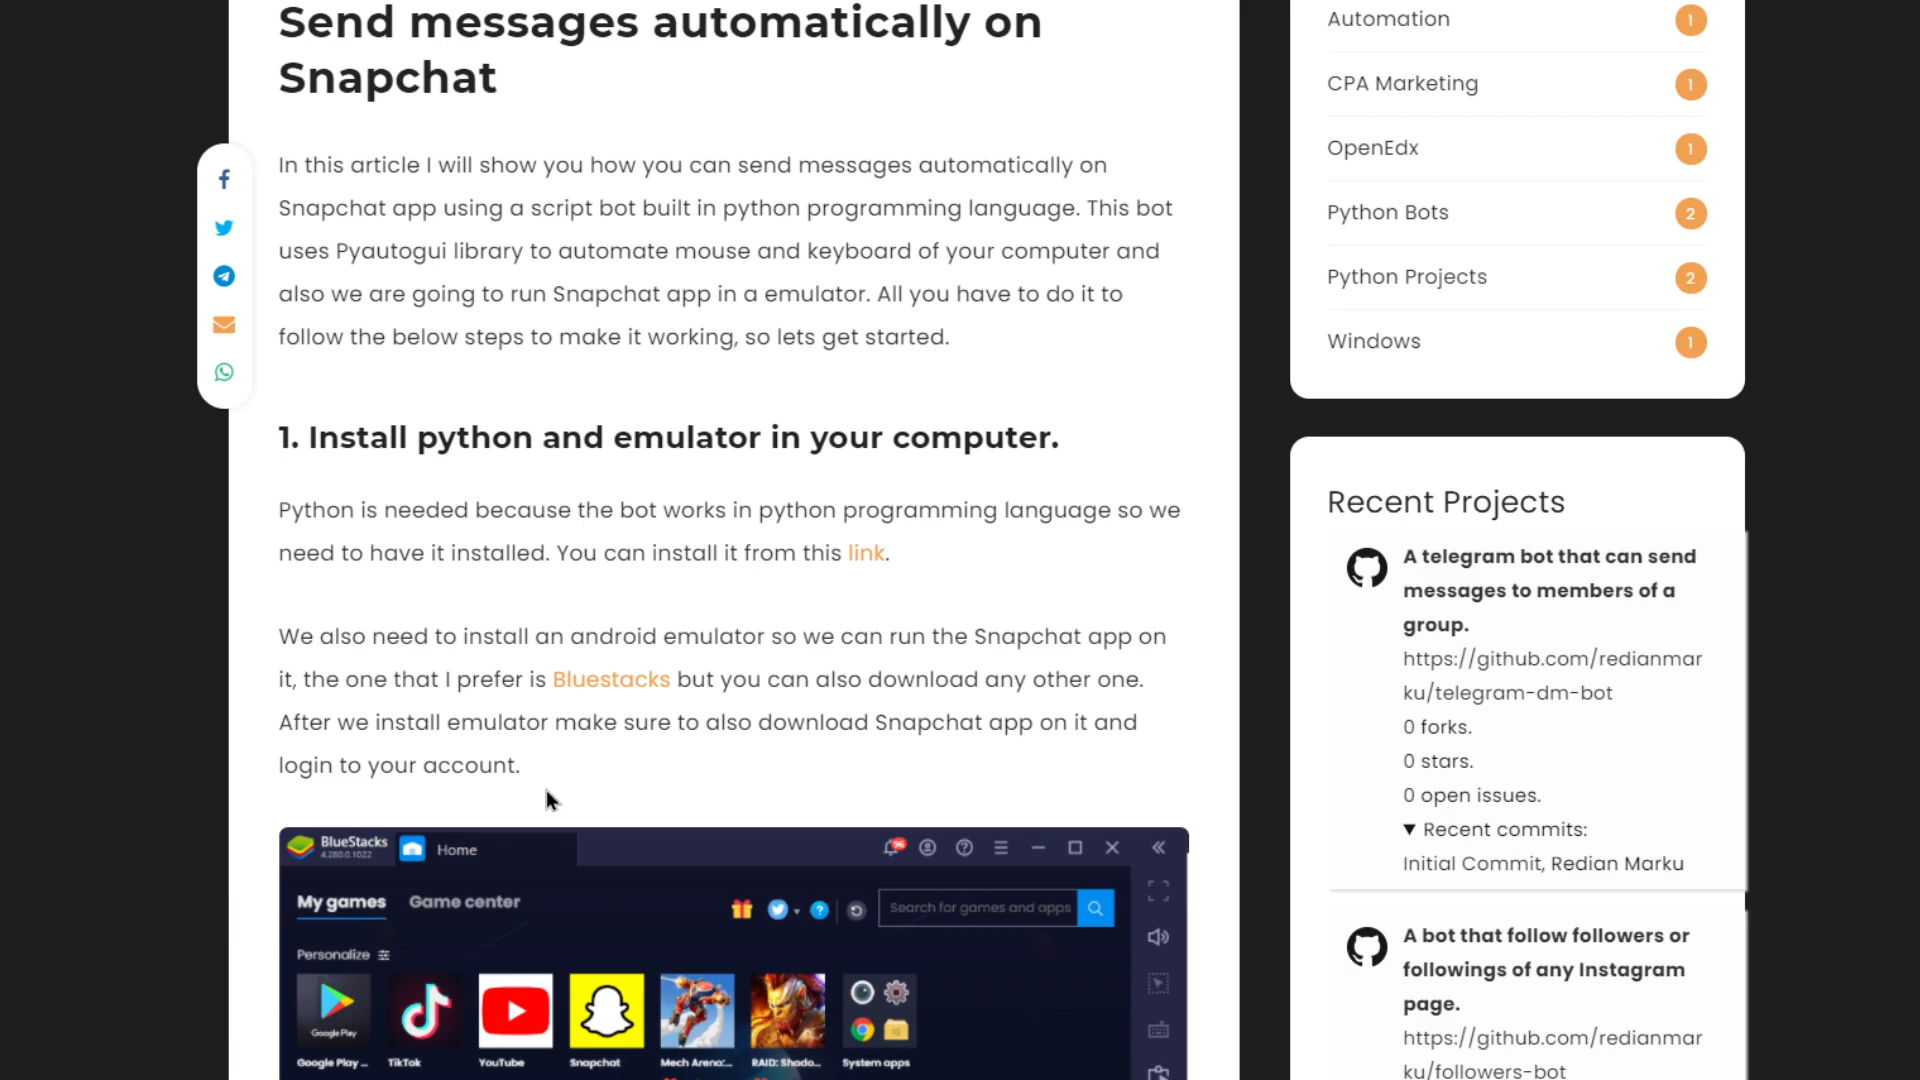 Send messages automatically on
Snapchat
In this article I will show you how you can send messages automatically on
Snapchat app using a script bot built in python programming language. This bot
uses Pyautogui library to automate mouse and keyboard of your computer and
also we are going to run Snapchat app in a emulator. All you have to do it to
follow the below steps to make it working, so lets get started.
1. Install python and emulator in your computer.
Python is needed because the bot works in python programming language so we
need to have it installed. You can install it from this link.
We also need to install an android emulator so we can run the Snapchat app on
it, the one that I prefer is Bluestacks but you can also download any other one.
After we install emulator make sure to also download Snapchat app on it and
login to your account.
BlueStacks
4.280.0.1022
Home
96
My games
Game center
Search for games and apps
Personalize
Google Play
Google Play ...
TikTok
YouTube
Snapchat
Mech Arena:...
RAID: Shado...
System apps
Automation 1
CPA Marketing 1
OpenEdx 1
Python Bots 2
Python Projects 2
Windows 1
Recent Projects
A telegram bot that can send
messages to members of a
group.
https://github.com/redianmar
ku/telegram-dm-bot
0 forks.
0 stars.
0 open issues.
▼ Recent commits:
Initial Commit, Redian Marku
A bot that follow followers or
followings of any Instagram
page.
https://github.com/redianmar
ku/followers-bot